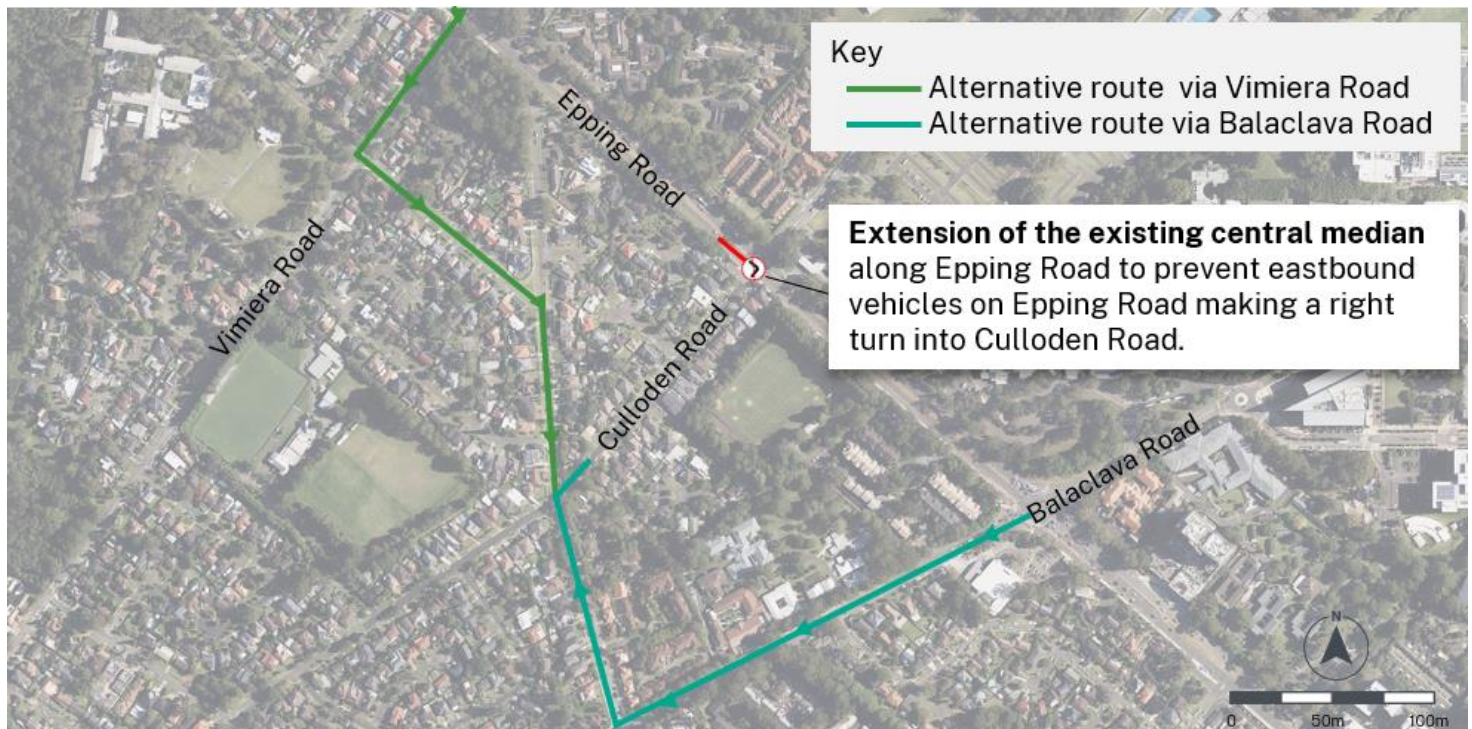 Key
Alternative route via Vimiera Road
Alternative route via Balaclava Road
Epping Road
Extension of the existing central median
along Epping Road to prevent eastbound
vehicles on Epping Road making a right
turn into Culloden Road.
Vimiera Road
Culloden Road
Balaclava Road
N
0 50m 100m